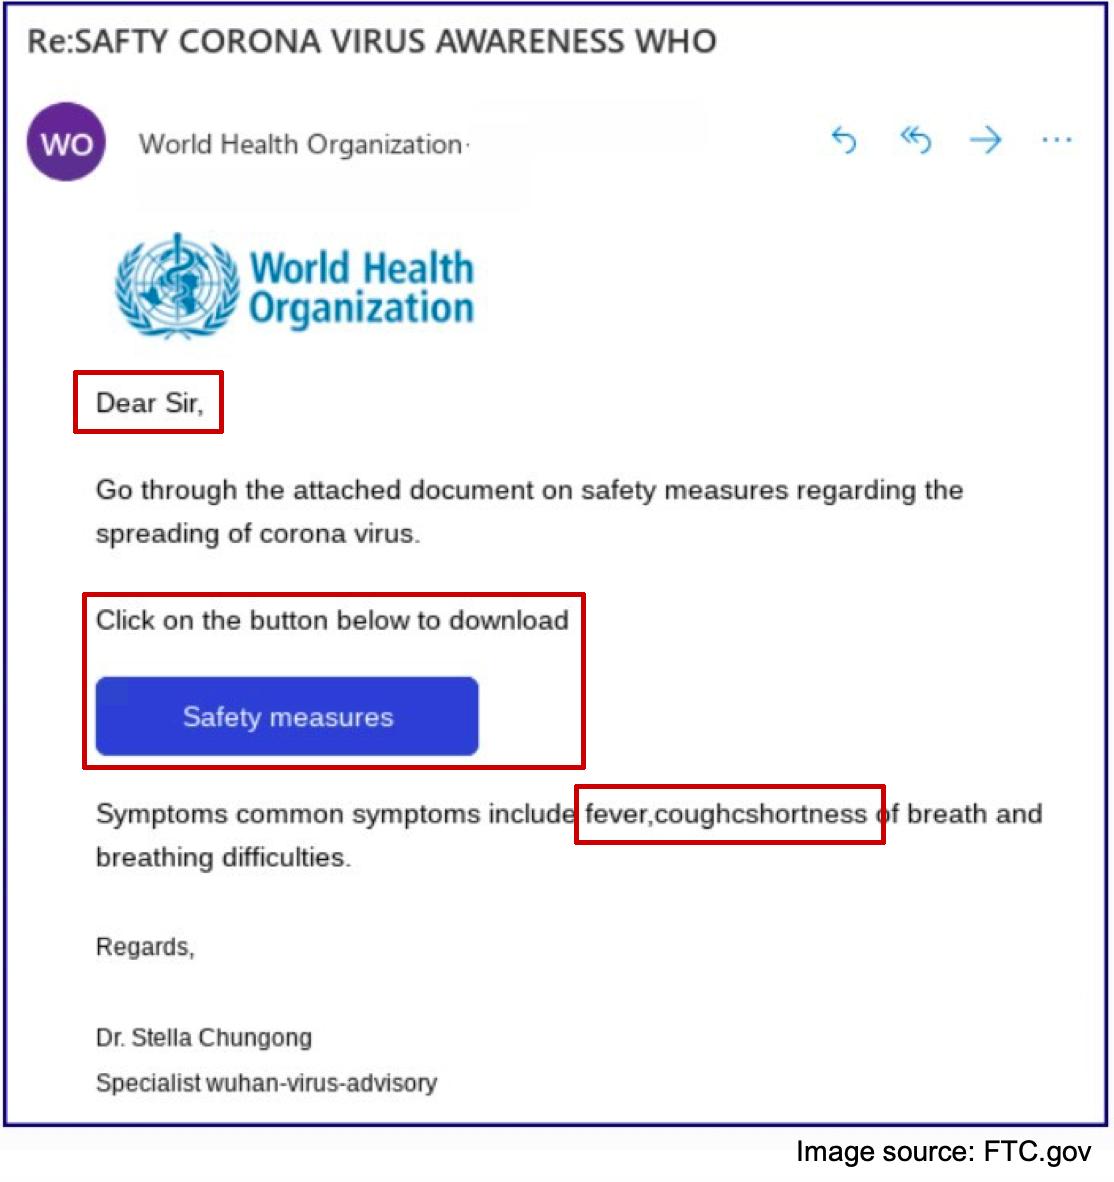 Re:SAFTY CORONA VIRUS AWARENESS WHO
WO
World Health Organization·
World Health
Organization
Dear Sir,
Go through the attached document on safety measures regarding the
spreading of corona virus.
Click on the button below to download
Safety measures
Symptoms common symptoms include fever,coughcshortness of breath and
breathing difficulties.
Regards,
Dr. Stella Chungong
Specialist wuhan-virus-advisory
Image source: FTC.gov